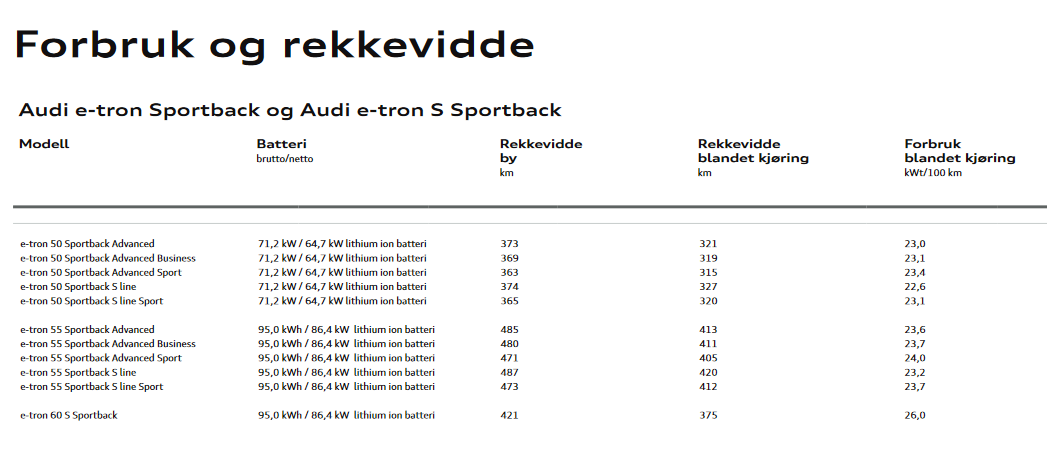 Forbruk og rekkevidde
Audi e-tron Sportback og Audi e-tron S Sportback
Modell Batteri Rekkevidde Rekkevidde Forbruk
brutto/netto by blandet kjøring blandet kjøring
km km kWt/100 km
e-tron 50 Sportback Advanced 71,2 kW / 64,7 kW lithium ion batteri 373 321 23,0
e-tron 50 Sportback Advanced Business 71,2 kW / 64,7 kW lithium ion batteri 369 319 23,1
e-tron 50 Sportback Advanced Sport 71,2 kW / 64,7 kW lithium ion batteri 363 315 23,4
e-tron 50 Sportback S line 71,2 kW / 64,7 kW lithium ion batteri 374 327 22,6
e-tron 50 Sportback S line Sport 71,2 kW / 64,7 kW lithium ion batteri 365 320 23,1
e-tron 55 Sportback Advanced 95,0 kWh / 86,4 kW lithium ion batteri 485 413 23,6
e-tron 55 Sportback Advanced Business 95,0 kWh / 86,4 kW lithium ion batteri 480 411 23,7
e-tron 55 Sportback Advanced Sport 95,0 kWh / 86,4 kW lithium ion batteri 471 405 24,0
e-tron 55 Sportback S line 95,0 kWh / 86,4 kW lithium ion batteri 487 420 23,2
e-tron 55 Sportback S line Sport 95,0 kWh / 86,4 kW lithium ion batteri 473 412 23,7
e-tron 60 S Sportback 95,0 kWh / 86,4 kW lithium ion batteri 421 375 26,0